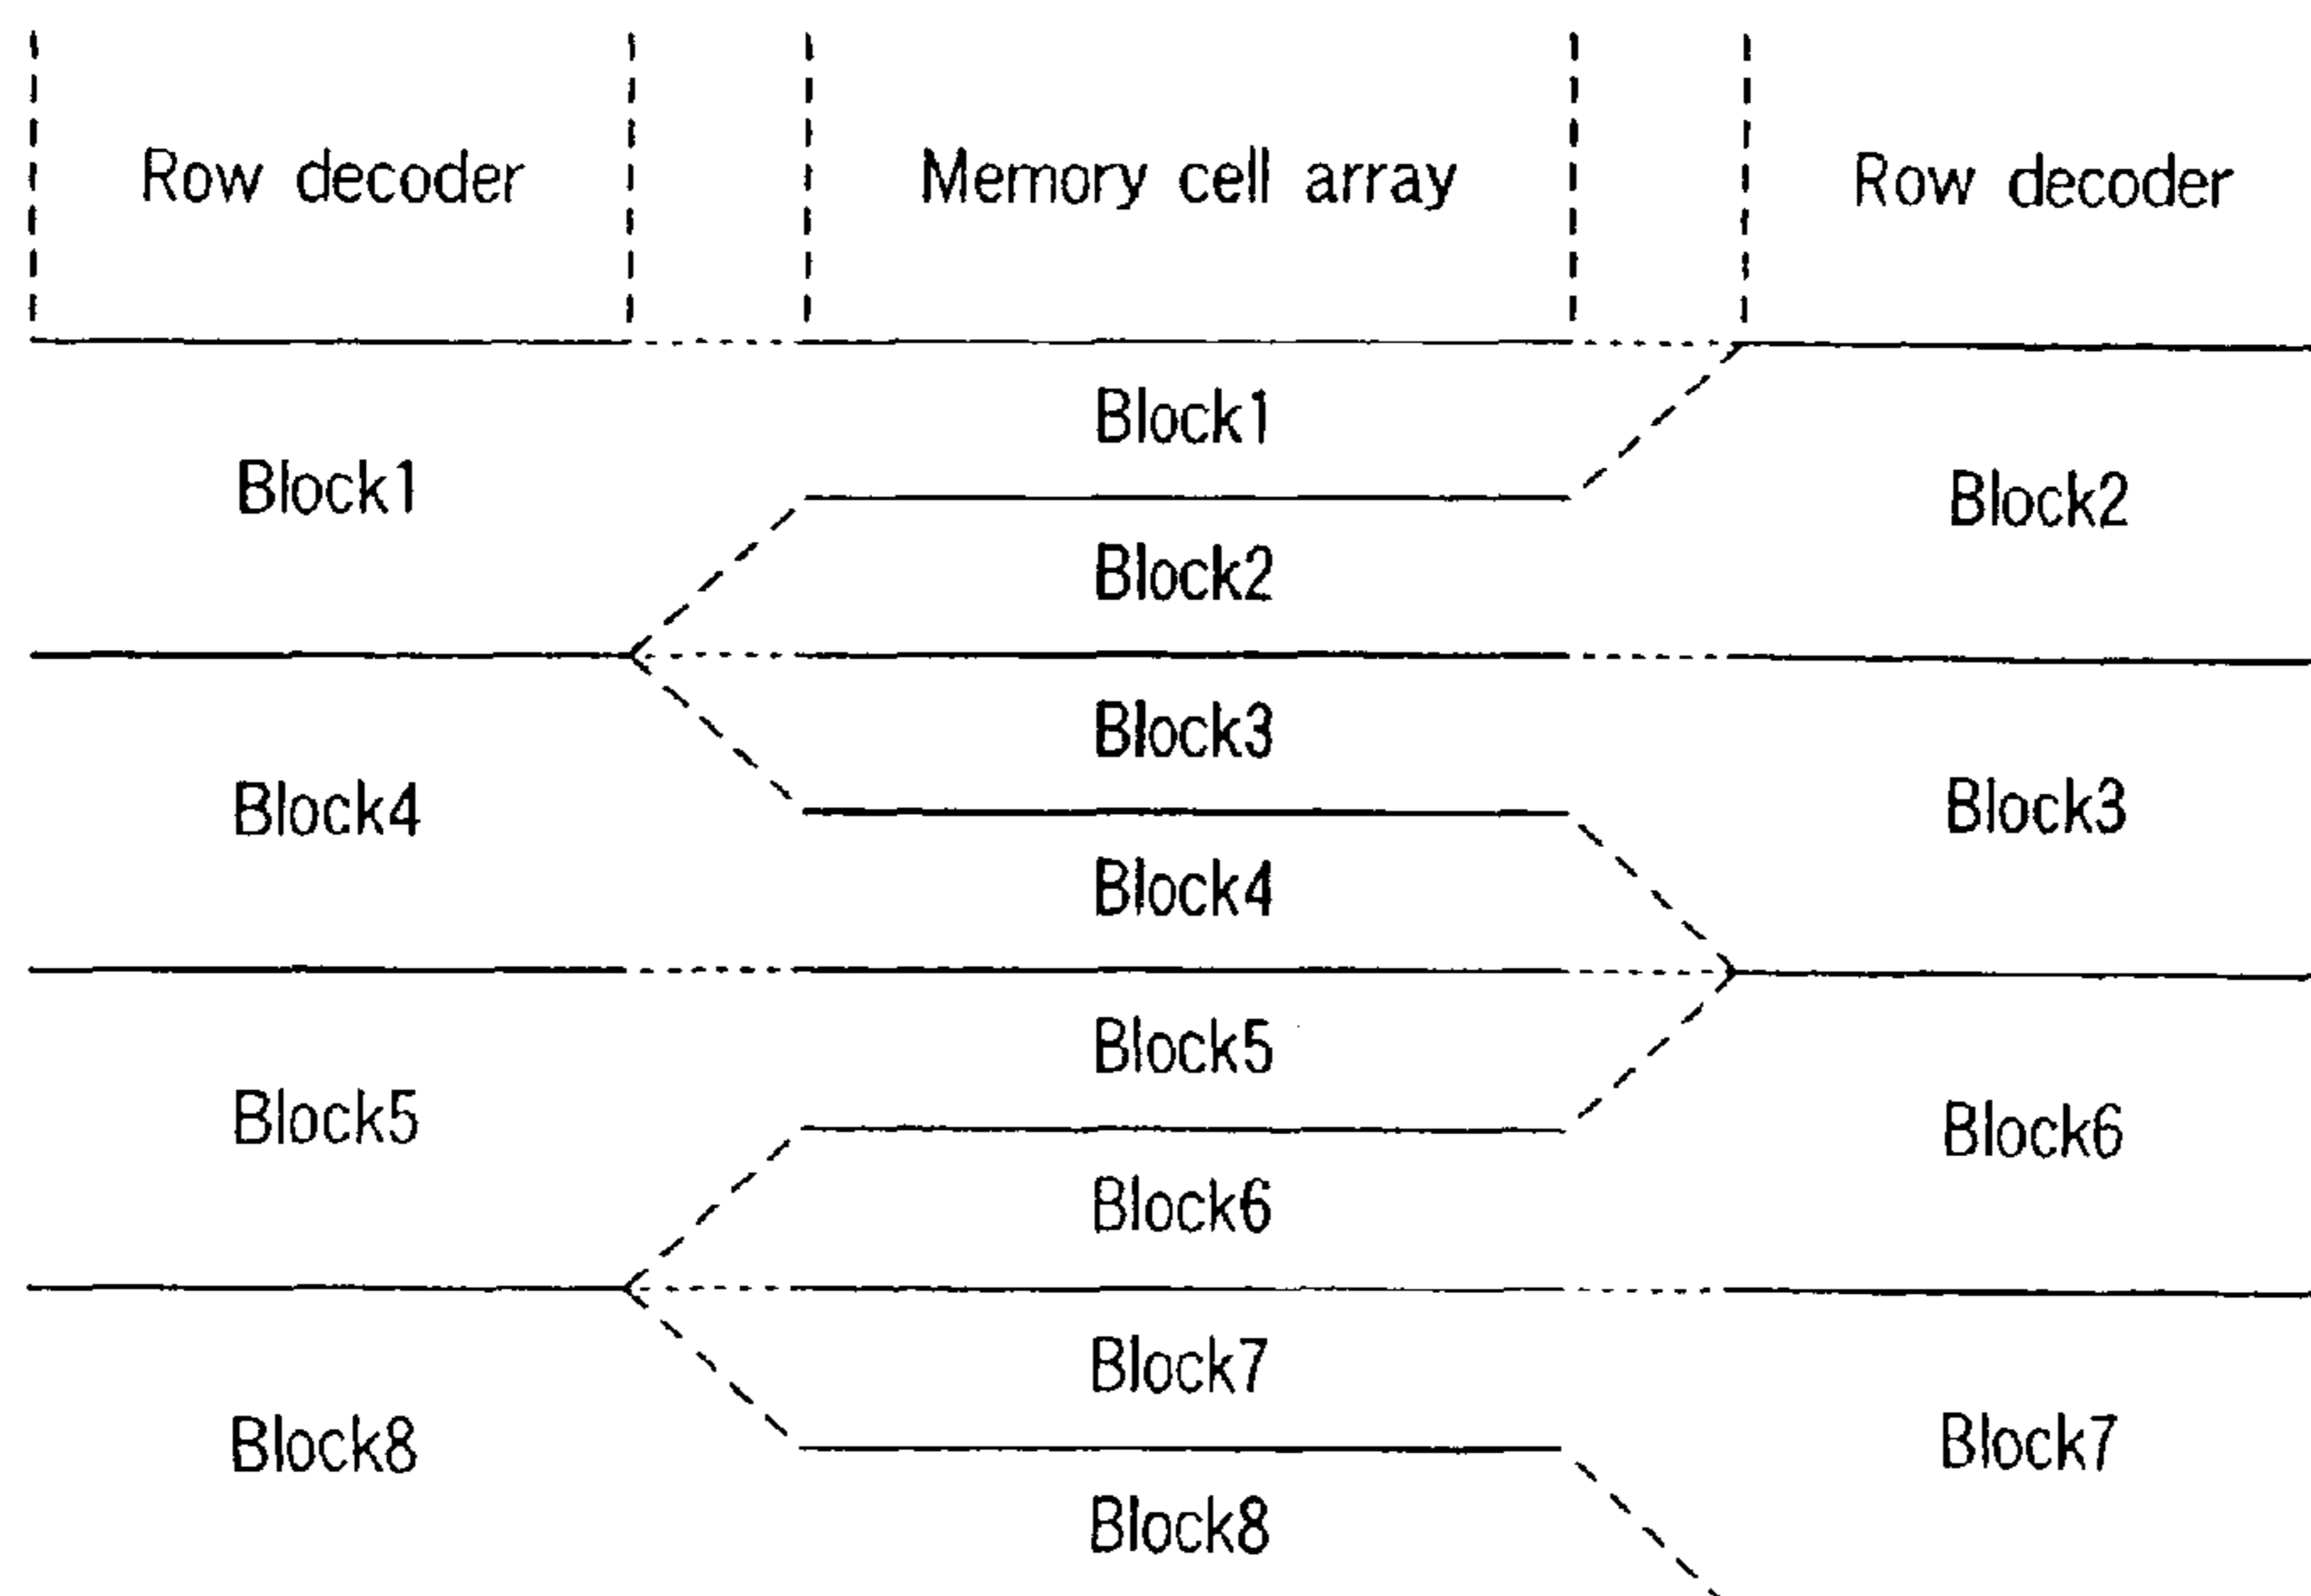 Row decoder Memory cell array Row decoder
Block1
Block1 Block2
Block2
Block3
Block4 Block3
Block4
Block5
Block5 Block6
Block6
Block7
Block8 Block7
Block8